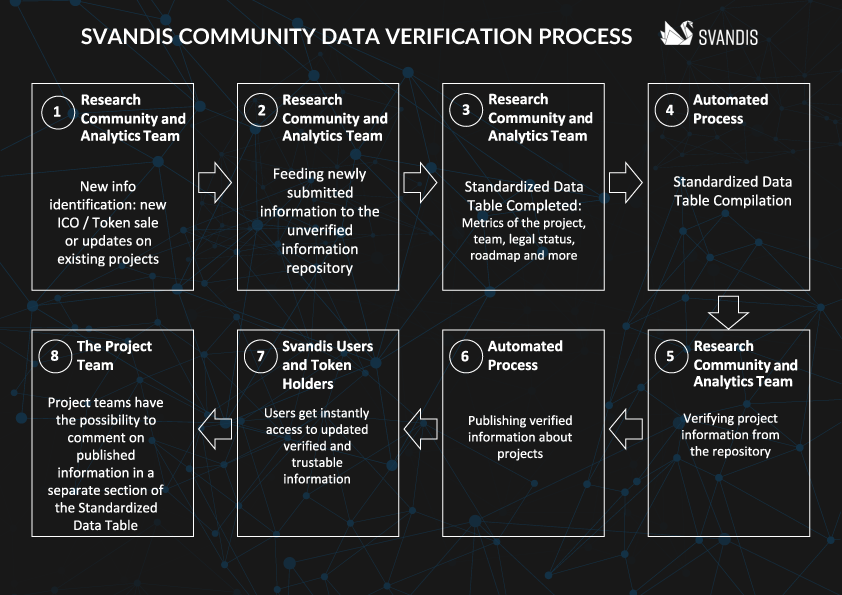 SVANDIS COMMUNITY DATA VERIFICATION PROCESS
SVANDIS
1
Research
Community and
Analytics Team
New info
identification: new
ICO / Token sale
or updates on
existing projects
2
Research
Community and
Analytics Team
Feeding newly
submitted
information to the
unverified
information
repository
3
Research
Community and
Analytics Team
Standardized Data
Table Completed:
Metrics of the project,
team, legal status,
roadmap and more
4
Automated
Process
Standardized Data
Table Compilation
5
Research
Community and
Analytics Team
Verifying project
information from
the repository
6
Automated
Process
Publishing verified
information about
projects
7
Svandis Users
and Token
Holders
Users get instantly
access to updated
verified and
trustable
information
8
The Project
Team
Project teams have
the possibility to
comment on
published
information in a
separate section of
the Standardized
Data Table